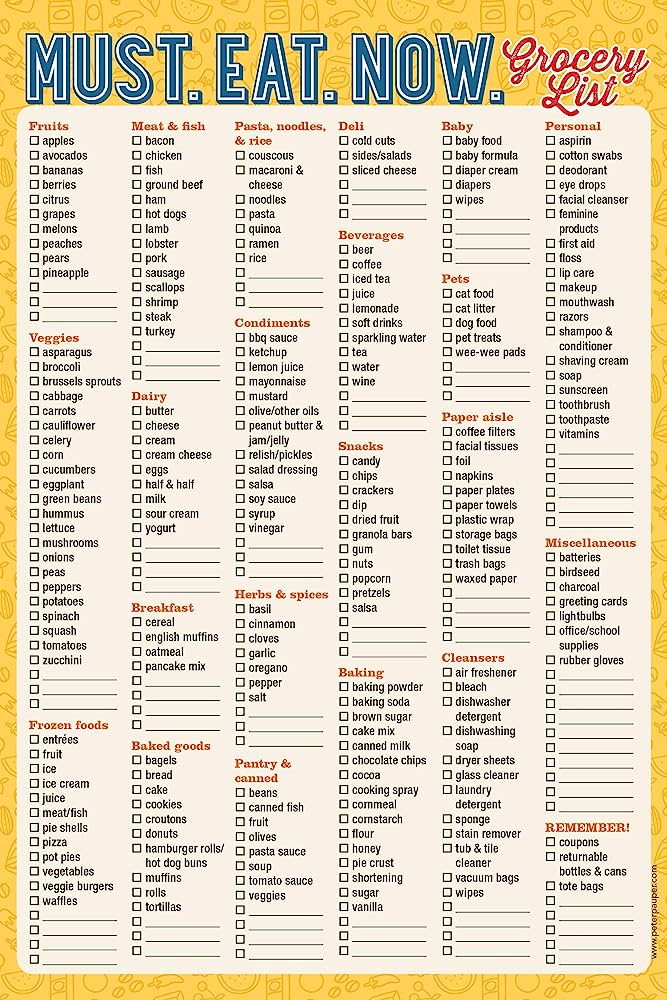 MUST. EAT. NOW.
Grocery
List
Fruits
apples
avocados
bananas
berries
citrus
grapes
melons
peaches
pears
pineapple
Veggies
asparagus
broccoli
brussels sprouts
cabbage
carrots
cauliflower
celery
corn
cucumbers
eggplant
green beans
hummus
lettuce
mushrooms
onions
peas
peppers
potatoes
spinach
squash
tomatoes
zucchini
Frozen foods
entrées
fruit
ice
ice cream
juice
meat/fish
pie shells
pizza
pot pies
vegetables
veggie burgers
waffles
Meat & fish
bacon
chicken
fish
ground beef
ham
hot dogs
lamb
lobster
pork
sausage
scallops
shrimp
steak
turkey
Dairy
butter
cheese
cream
cream cheese
eggs
half & half
milk
sour cream
yogurt
Breakfast
cereal
english muffins
oatmeal
pancake mix
Baked goods
bagels
bread
cake
cookies
croutons
donuts
hamburger rolls/
hot dog buns
muffins
rolls
tortillas
Pasta, noodles,
& rice
couscous
macaroni &
cheese
noodles
pasta
quinoa
ramen
rice
Condiments
bbq sauce
ketchup
lemon juice
mayonnaise
mustard
olive/other oils
peanut butter &
jam/jelly
relish/pickles
salad dressing
salsa
soy sauce
syrup
vinegar
Herbs & spices
basil
cinnamon
cloves
garlic
oregano
pepper
salt
Pantry &
canned
beans
canned fish
fruit
olives
pasta sauce
soup
tomato sauce
veggies
Deli
cold cuts
sides/salads
sliced cheese
Beverages
beer
coffee
iced tea
juice
lemonade
soft drinks
sparkling water
tea
water
wine
Snacks
candy
chips
crackers
dip
dried fruit
granola bars
gum
nuts
popcorn
pretzels
salsa
Baking
baking powder
baking soda
brown sugar
cake mix
canned milk
chocolate chips
cocoa
cooking spray
cornmeal
cornstarch
flour
honey
pie crust
shortening
sugar
vanilla
Baby
baby food
baby formula
diaper cream
diapers
wipes
Pets
cat food
cat litter
dog food
pet treats
wee-wee pads
Paper aisle
coffee filters
facial tissues
foil
napkins
paper plates
paper towels
plastic wrap
storage bags
toilet tissue
trash bags
waxed paper
Cleansers
air freshener
bleach
dishwasher
detergent
dishwashing
soap
dryer sheets
glass cleaner
laundry
detergent
sponge
stain remover
tub & tile
cleaner
vacuum bags
wipes
Personal
aspirin
cotton swabs
deodorant
eye drops
facial cleanser
feminine
products
first aid
floss
lip care
makeup
mouthwash
razors
shampoo &
conditioner
shaving cream
soap
sunscreen
toothbrush
toothpaste
vitamins
Miscellaneous
batteries
birdseed
charcoal
greeting cards
lightbulbs
office/school
supplies
rubber gloves
REMEMBER!
coupons
returnable
bottles & cans
tote bags
www.peterpauper.com